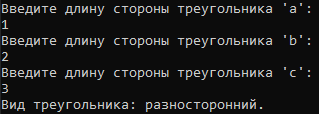 Введите длину стороны треугольника 'a':
1
Введите длину стороны треугольника 'b':
2
Введите длину стороны треугольника 'c':
3
Вид треугольника: разносторонний.